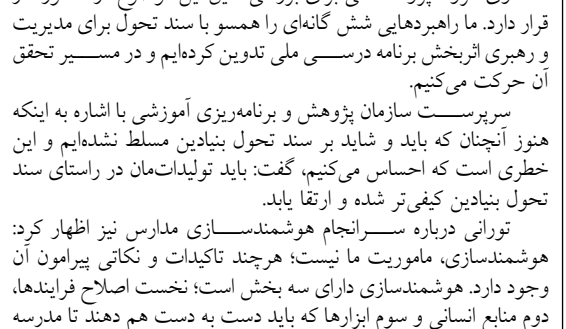 قرار دارد. ما راهبردهایی شش گانه‌ای را همسو با سند تحول برای مدیریت
و رهبری اثربخش برنامه درسی ملی تدوین کرده‌ایم و در مسیر تحقق
آن حرکت می‌کنیم.
سرپرست سازمان پژوهش و برنامه‌ریزی آموزشی با اشاره به اینکه
هنوز آنچنان که باید و شاید بر سند تحول بنیادین مسلط نشده‌ایم و این
خطری است که احساس می‌کنیم، گفت: باید تولیدات‌مان در راستای سند
تحول بنیادین کیفی‌تر شده و ارتقا یابد.
تورانی درباره سرانجام هوشمندسازی مدارس نیز اظهار کرد:
هوشمندسازی، ماموریت ما نیست؛ هرچند تاکیدات و نکاتی پیرامون آن
وجود دارد. هوشمندسازی دارای سه بخش است؛ نخست اصلاح فرایندها،
دوم منابع انسانی و سوم ابزارها که باید دست به دست هم دهند تا مدرسه